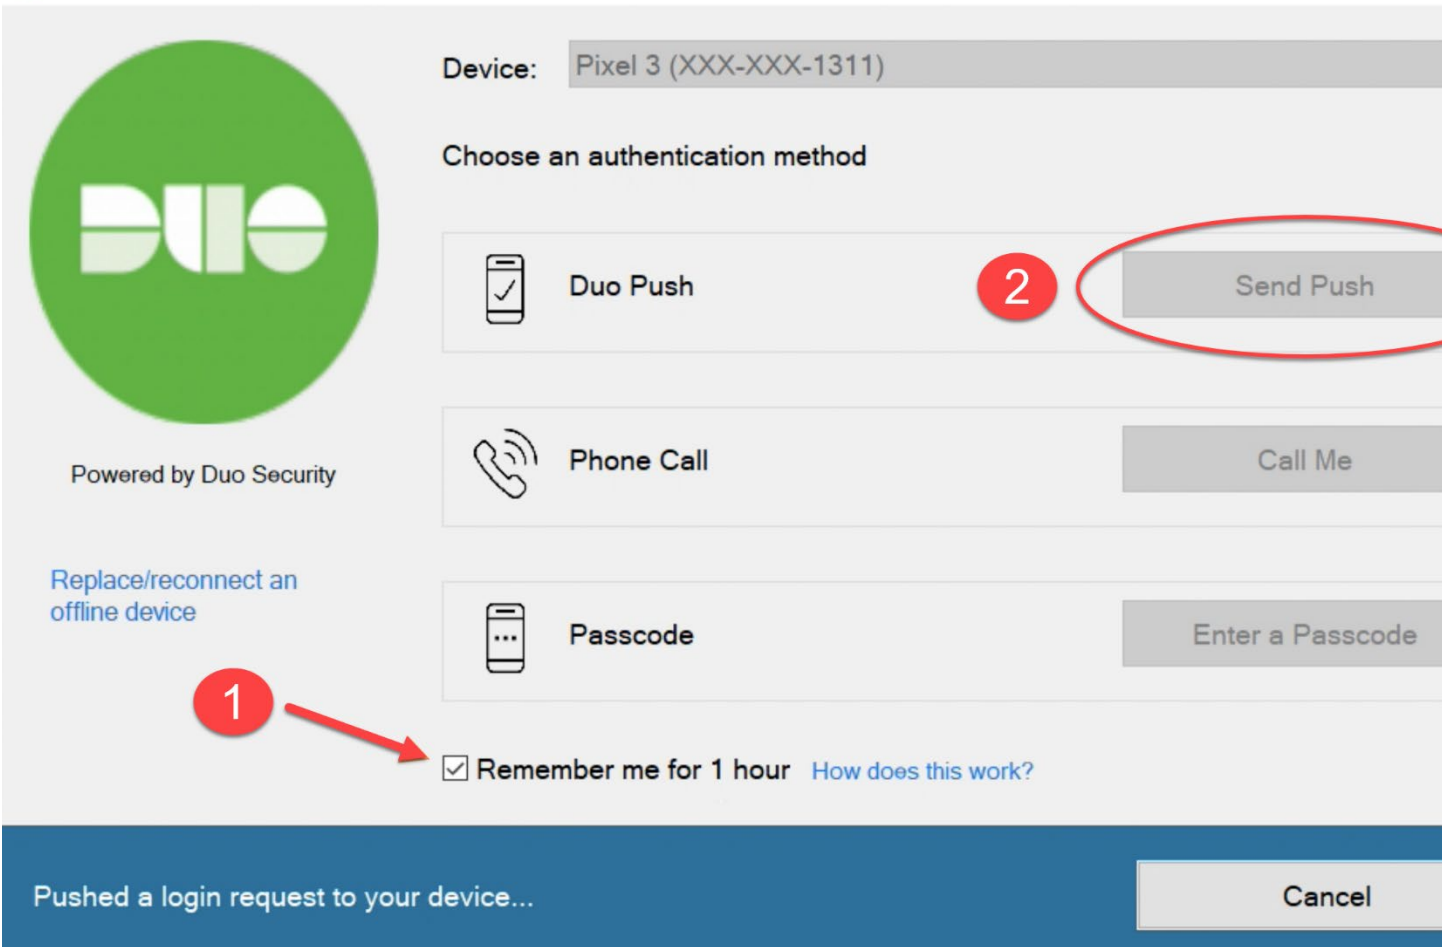 DUO
Device:
Pixel 3 (XXX-XXX-1311)
Choose an authentication method
Duo Push
2
Send Push
Phone Call
Call Me
Powered by Duo Security
Replace/reconnect an
offline device
Passcode
Enter a Passcode
1
Remember me for 1 hour How does this work?
Pushed a login request to your device...
Cancel